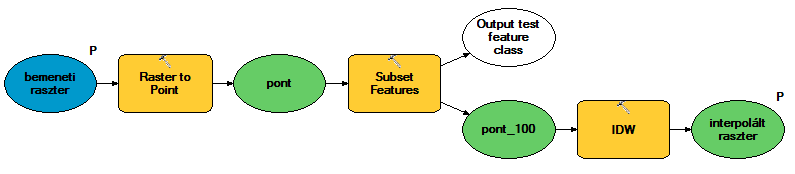 P
bemeneti
raszter
Raster to
Point
pont
Subset
Features
Output test
feature
class
pont_100
IDW
P
interpolált
raszter